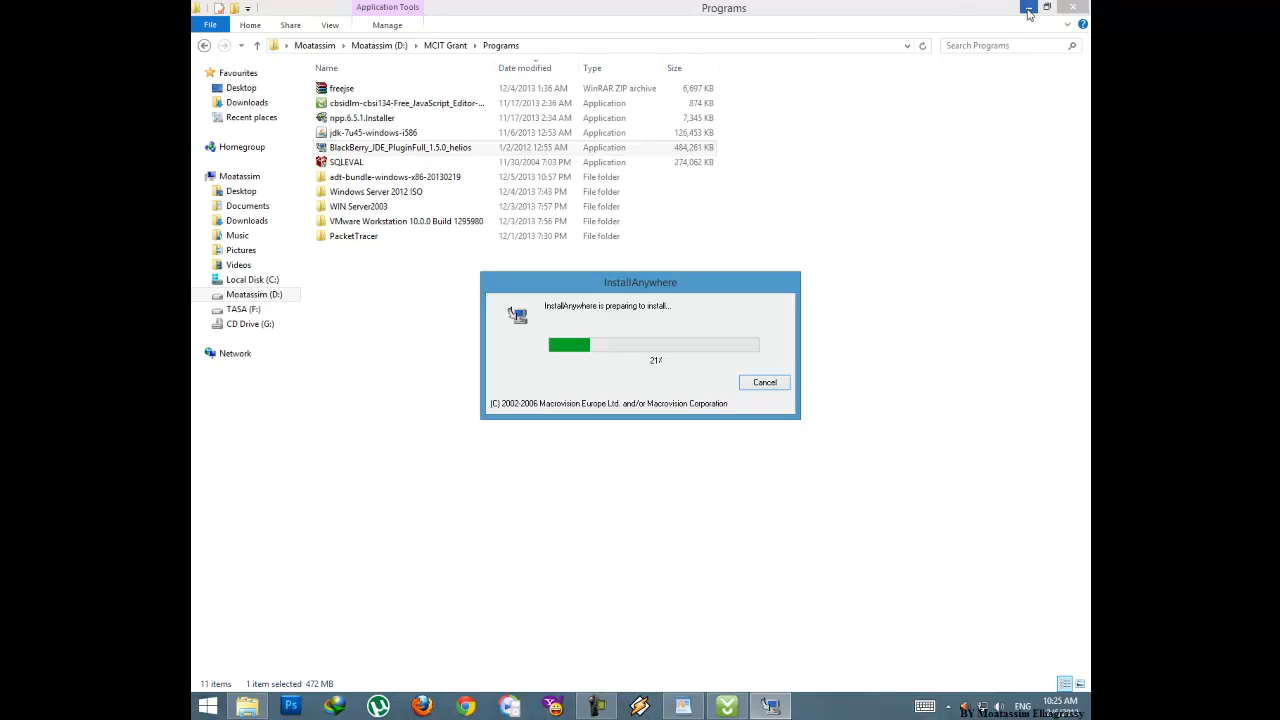 Application Tools
Programs
File
Home
Share
View
Manage
Moatassim
Moatassim (D:)
MCIT Grant
Programs
Search Programs
Name
Date modified
Type
Size
freejse
12/4/2013 1:36 AM
WinRAR ZIP archive
6,697 KB
cbsidlm-cbsi134-Free_JavaScript_Editor-...
11/17/2013 2:36 AM
Application
874 KB
npp.6.5.1.Installer
11/17/2013 2:34 AM
Application
7,345 KB
jdk-7u45-windows-i586
11/6/2013 12:53 AM
Application
126,453 KB
BlackBerry_JDE_PluginFull_1.5.0_helios
1/2/2012 12:55 AM
Application
484,261 KB
SQLEVAL
11/30/2004 7:03 PM
Application
274,062 KB
adt-bundle-windows-x86-20130219
12/5/2013 10:57 PM
File folder
Windows Server 2012 ISO
12/4/2013 7:43 PM
File folder
WIN Server2003
12/3/2013 7:57 PM
File folder
VMware Workstation 10.0.0 Build 1295980
12/3/2013 7:56 PM
File folder
PacketTracer
12/1/2013 7:30 PM
File folder
Favourites
Desktop
Downloads
Recent places
Homegroup
Moatassim
Desktop
Documents
Downloads
Music
Pictures
Videos
Local Disk (C:)
Moatassim (D:)
TASA (F:)
CD Drive (G:)
Network
InstallAnywhere
InstallAnywhere is preparing to install...
21%
Cancel
(C) 2002-2006 Macrovision Europe Ltd. and/or Macrovision Corporation
11 items
1 item selected 472 MB
Ps
ENG
10:25 AM
BY Moatassim Elhagrassy